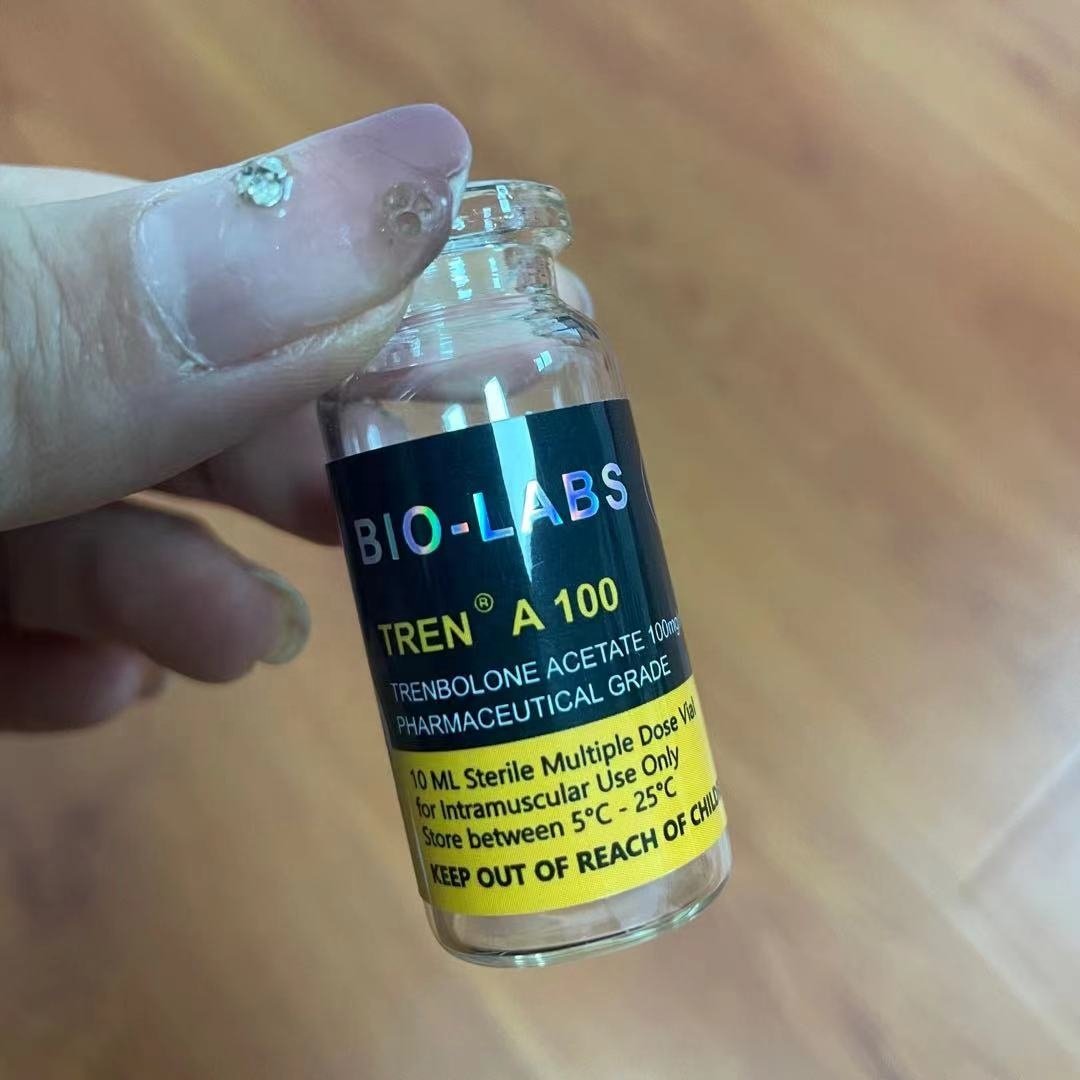 BIO-LABS
TREN® A 100
TRENBOLONE ACETATE 100mg
PHARMACEUTICAL GRADE
10 ML Sterile Multiple Dose Vial
for Intramuscular Use Only
Store between 5°C - 25°C
KEEP OUT OF REACH OF